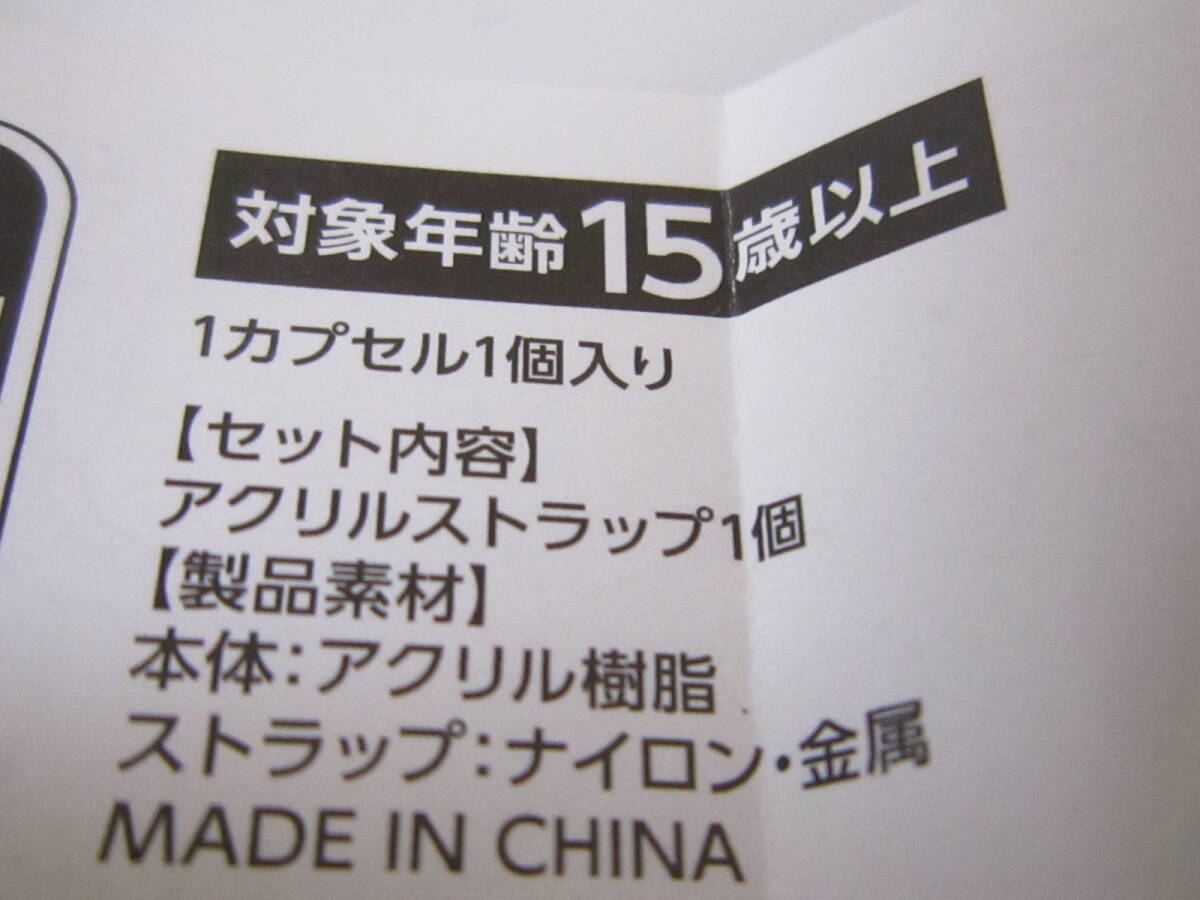 対象年齢15歳以上
1カプセル1個入り
【セット内容】
アクリルストラップ1個
【製品素材】
本体:アクリル樹脂
ストラップ:ナイロン・金属
MADE IN CHINA